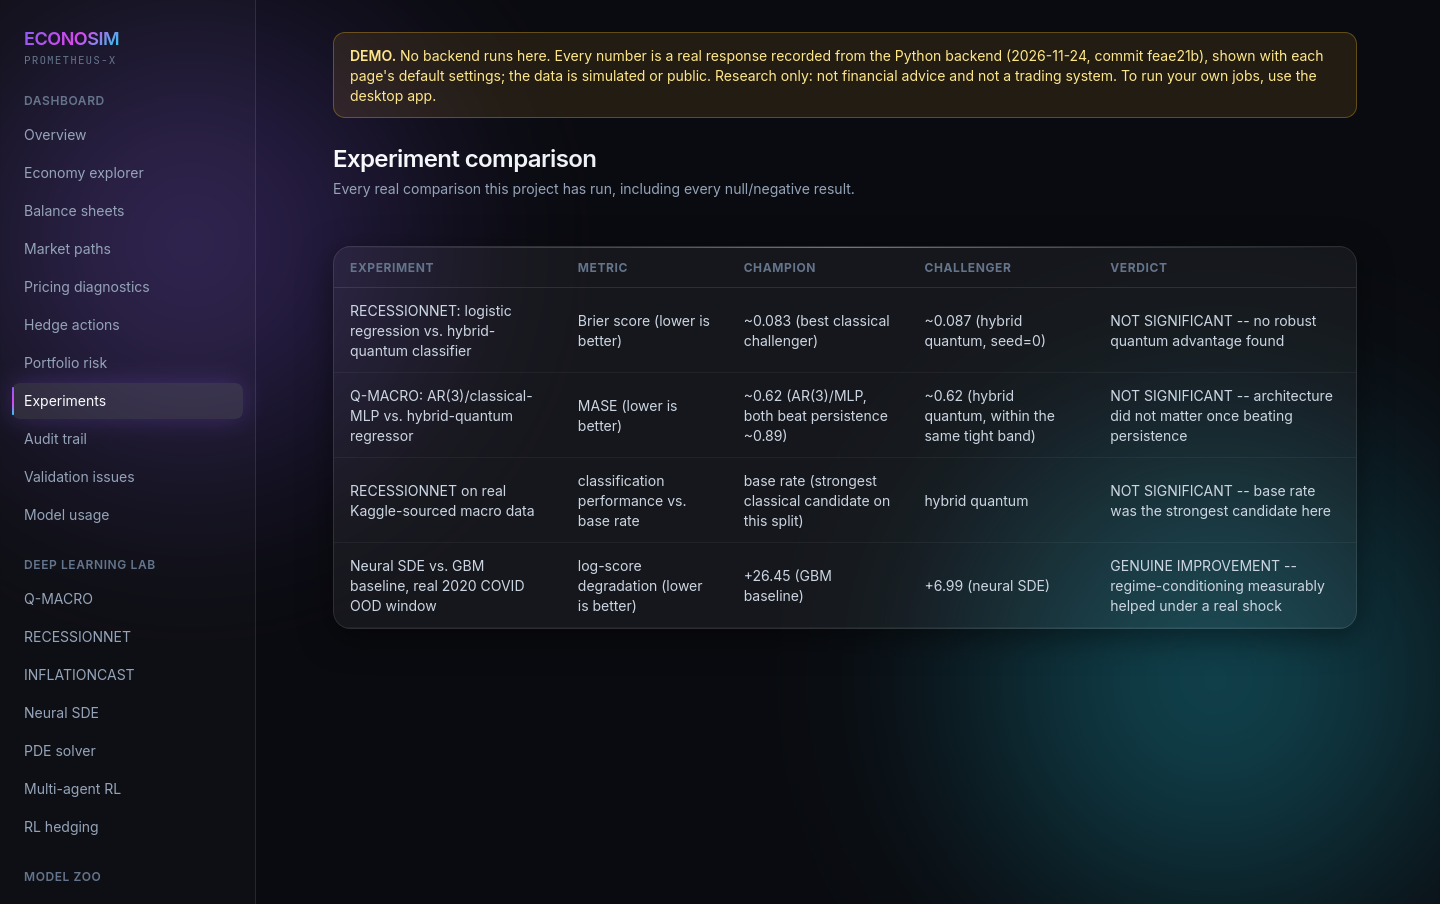 ECONOSIM
PROMETHEUS-X
DASHBOARD
Overview
Economy explorer
Balance sheets
Market paths
Pricing diagnostics
Hedge actions
Portfolio risk
Experiments
Audit trail
Validation issues
Model usage
DEEP LEARNING LAB
Q-MACRO
RECESSIONNET
INFLATIONCAST
Neural SDE
PDE solver
Multi-agent RL
RL hedging
MODEL ZOO
DEMO. No backend runs here. Every number is a real response recorded from the Python backend (2026-11-24, commit feae21b), shown with each
page's default settings; the data is simulated or public. Research only: not financial advice and not a trading system. To run your own jobs, use the
desktop app.
Experiment comparison
Every real comparison this project has run, including every null/negative result.
EXPERIMENT METRIC CHAMPION CHALLENGER VERDICT
RECESSIONNET: logistic
regression vs. hybrid-
quantum classifier
Brier score (lower is
better)
~0.083 (best classical
challenger)
~0.087 (hybrid
quantum, seed=0)
NOT SIGNIFICANT -- no robust
quantum advantage found
Q-MACRO: AR(3)/classical-
MLP vs. hybrid-quantum
regressor
MASE (lower is
better)
~0.62 (AR(3)/MLP,
both beat persistence
~0.89)
~0.62 (hybrid
quantum, within the
same tight band)
NOT SIGNIFICANT -- architecture
did not matter once beating
persistence
RECESSIONNET on real
Kaggle-sourced macro data
classification
performance vs.
base rate
base rate (strongest
classical candidate on
this split)
hybrid quantum
NOT SIGNIFICANT -- base rate
was the strongest candidate here
Neural SDE vs. GBM
baseline, real 2020 COVID
OOD window
log-score
degradation (lower
is better)
+26.45 (GBM
baseline)
+6.99 (neural SDE)
GENUINE IMPROVEMENT --
regime-conditioning measurably
helped under a real shock